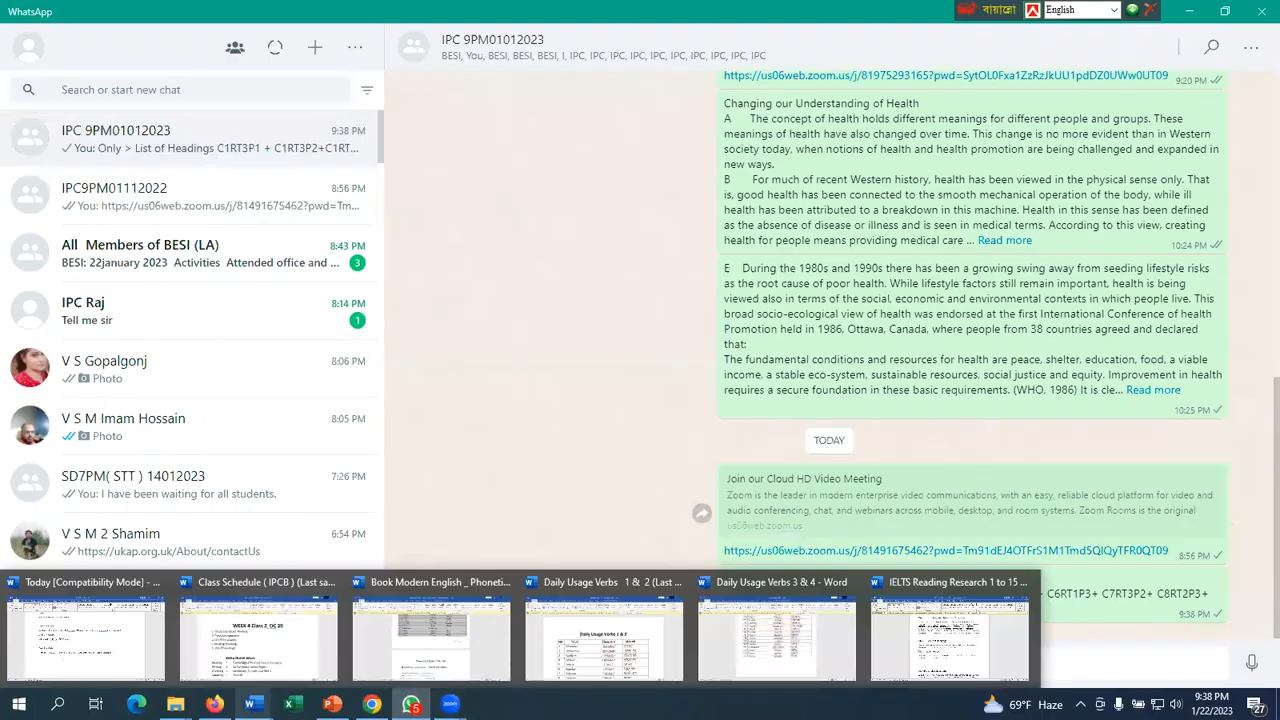 WhatsApp
বায়ান্নো
English
IPC 9PM01012023
BESI, You, BESI, BESI, BESI, I, IPC, IPC, IPC, IPC, IPC, IPC, IPC, IPC, IPC, IPC
Search or start new chat
IPC 9PM01012023
9:38 PM
You: Only > List of Headings C1RT3P1 + C1RT3P2+C1RT...
IPC9PM01112022
8:56 PM
You: https://us06web.zoom.us/j/81491675462?pwd=Tm...
All Members of BESI (LA)
8:43 PM
BESI: 22january 2023 Activities Attended office and ...
3
IPC Raj
8:14 PM
Tell me sir
1
V S Gopalgonj
8:06 PM
Photo
V S M Imam Hossain
8:05 PM
Photo
SD7PM( STT ) 14012023
7:26 PM
You: I have been waiting for all students.
V S M 2 Shamim
6:54 PM
https://ukap.org.uk/About/contactUs
https://us06web.zoom.us/j/81975293165?pwd=SytOL0Fxa1ZzRzJkUU1pdDZ0UWw0UT09
9:20 PM
Changing our Understanding of Health
A The concept of health holds different meanings for different people and groups. These
meanings of health have also changed over time. This change is no more evident than in Western
society today, when notions of health and health promotion are being challenged and expanded in
new ways.
B For much of recent Western history, health has been viewed in the physical sense only. That
is, good health has been connected to the smooth mechanical operation of the body, while ill
health has been attributed to a breakdown in this machine. Health in this sense has been defined
as the absence of disease or illness and is seen in medical terms. According to this view, creating
health for people means providing medical care ... Read more
10:24 PM
E During the 1980s and 1990s there has been a growing swing away from seeding lifestyle risks
as the root cause of poor health. While lifestyle factors still remain important, health is being
viewed also in terms of the social, economic and environmental contexts in which people live. This
broad socio-ecological view of health was endorsed at the first International Conference of health
Promotion held in 1986, Ottawa, Canada, where people from 38 countries agreed and declared
that:
The fundamental conditions and resources for health are peace, shelter, education, food, a viable
income, a stable eco-system, sustainable resources, social justice and equity. Improvement in health
requires a secure foundation in these basic requirements. (WHO, 1986) It is cle... Read more
10:25 PM
TODAY
Join our Cloud HD Video Meeting
Zoom is the leader in modern enterprise video communications, with an easy, reliable cloud platform for video and
audio conferencing, chat, and webinars across mobile, desktop, and room systems. Zoom Rooms is the original
us06web.zoom.us
https://us06web.zoom.us/j/81491675462?pwd=Tm91dEJ4OTFrS1M1Tmd5QlQyTFR0QT09
8:56 PM
+ C6RT1P3+ C7RT3P2+ C8RT2P3+
9:38 PM
Today [Compatibility Mode] - ...
Class Schedule ( IPCB ) (Last sa...
Book Modern English _ Phoneti...
Daily Usage Verbs 1 & 2 (Last ...
Daily Usage Verbs 3 & 4 - Word
IELTS Reading Research 1 to 15 ...
Daily Usage Verbs 1 & 2
5
69°F Haze
9:38 PM
1/22/2023
27